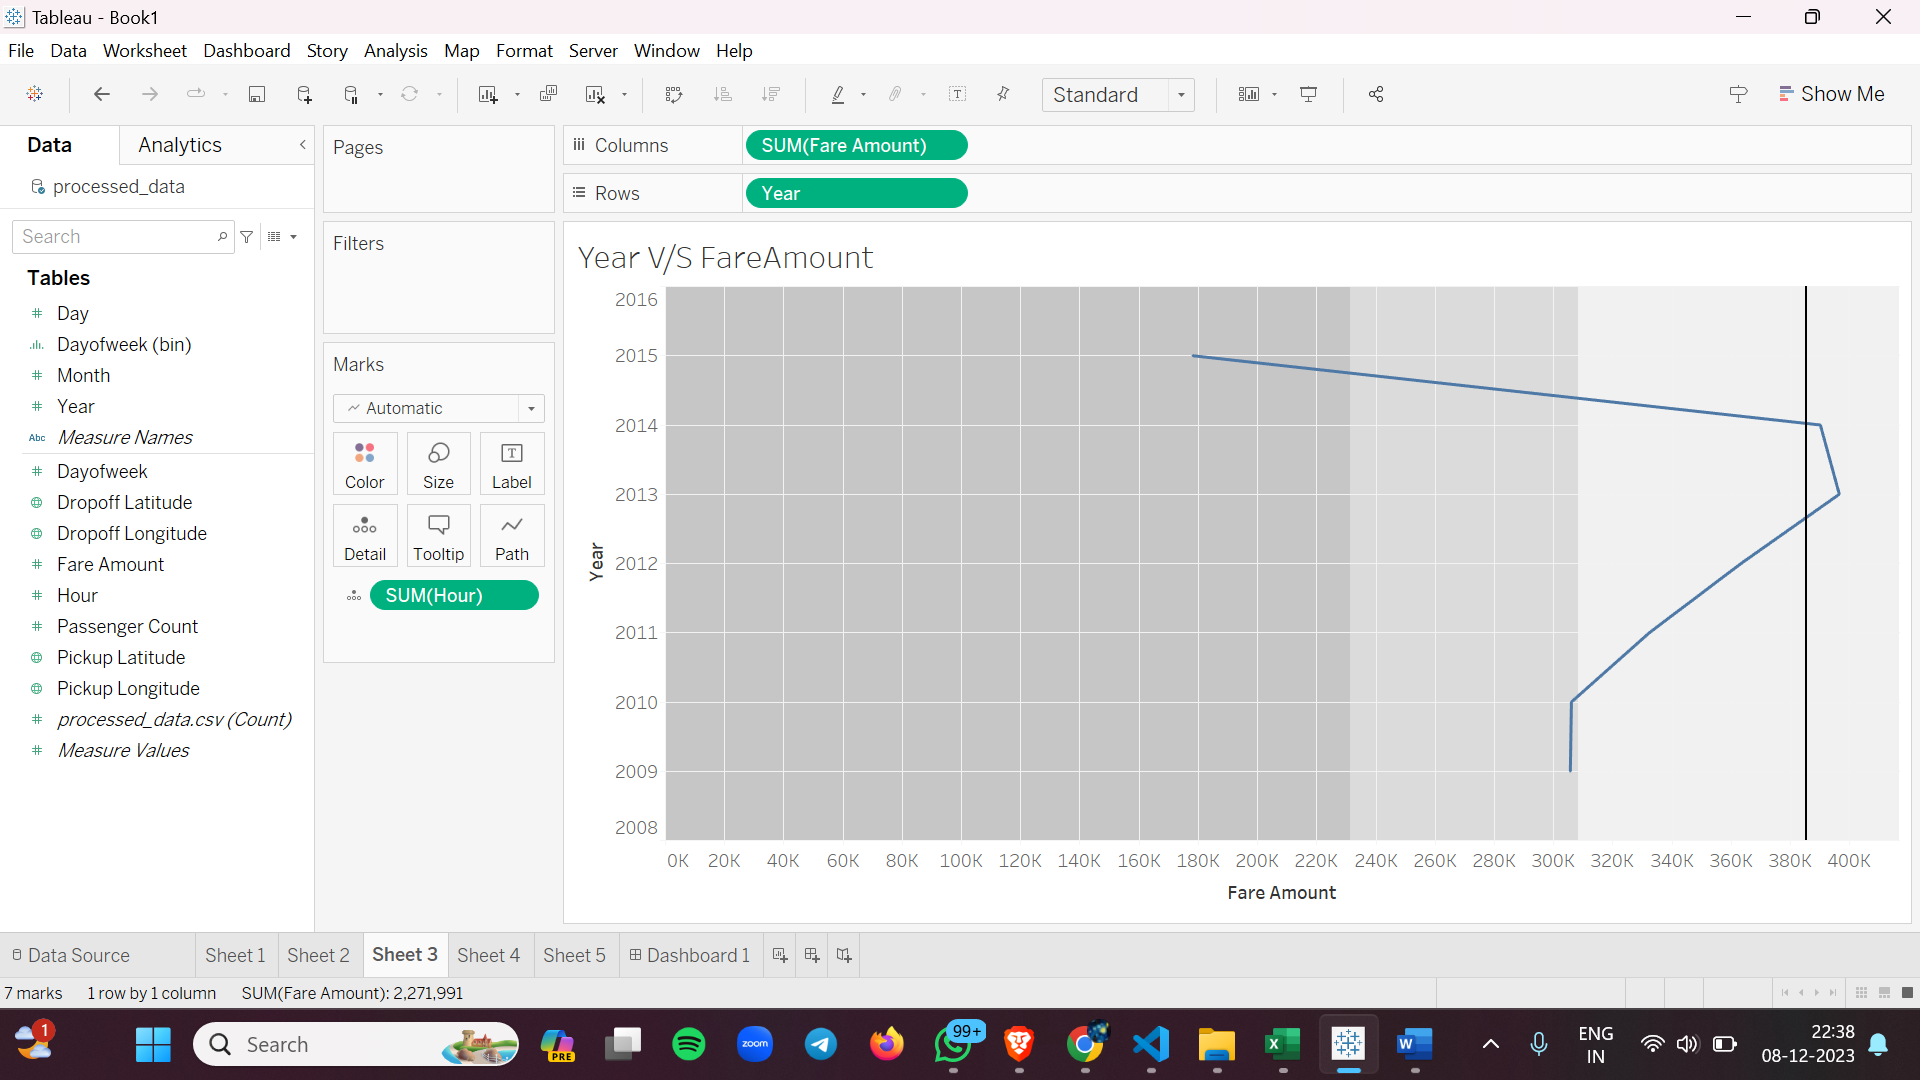 Tableau - Book1
File Data Worksheet Dashboard Story Analysis Map Format Server Window Help
Standard
Show Me
Data Analytics
processed_data
Search
Tables
Day
Dayofweek (bin)
Month
Year
Abc Measure Names
Dayofweek
Dropoff Latitude
Dropoff Longitude
Fare Amount
Hour
Passenger Count
Pickup Latitude
Pickup Longitude
processed_data.csv (Count)
Measure Values
Pages
Filters
Marks
Automatic
Color Size Label
Detail Tooltip Path
SUM(Hour)
Columns SUM(Fare Amount)
Rows Year
Year V/S FareAmount
2016
2015
2014
2013
2012
2011
2010
2009
2008
Year
0K 20K 40K 60K 80K 100K 120K 140K 160K 180K 200K 220K 240K 260K 280K 300K 320K 340K 360K 380K 400K
Fare Amount
Data Source Sheet 1 Sheet 2 Sheet 3 Sheet 4 Sheet 5 Dashboard 1
7 marks 1 row by 1 column SUM(Fare Amount): 2,271,991
1
Search
PRE
zoom
99+
ENG
IN
22:38
08-12-2023